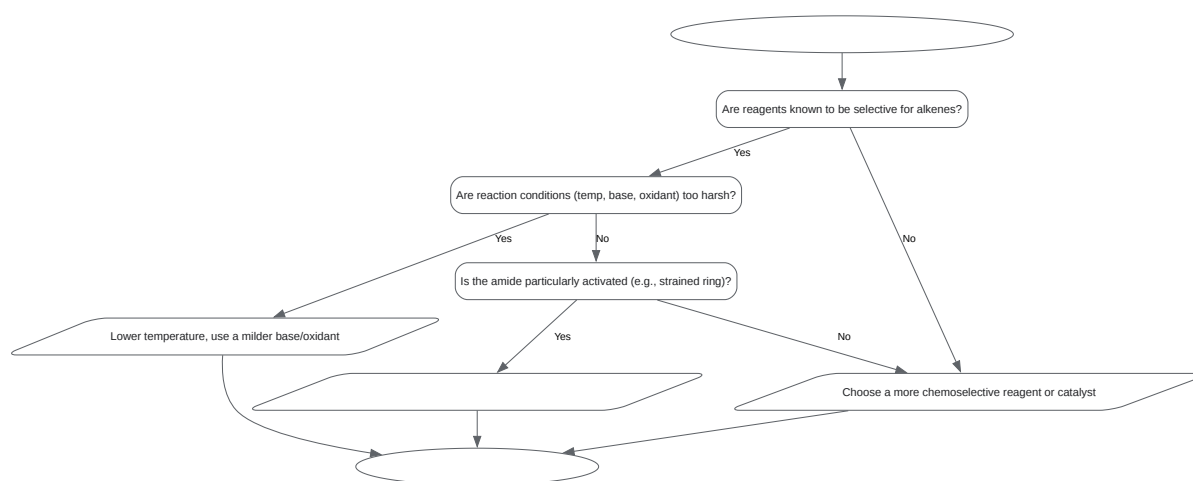 Are reagents known to be selective for alkenes?
Yes
Are reaction conditions (temp, base, oxidant) too harsh?
Yes
No
No
Is the amide particularly activated (e.g., strained ring)?
Lower temperature, use a milder base/oxidant
Yes
No
Choose a more chemoselective reagent or catalyst